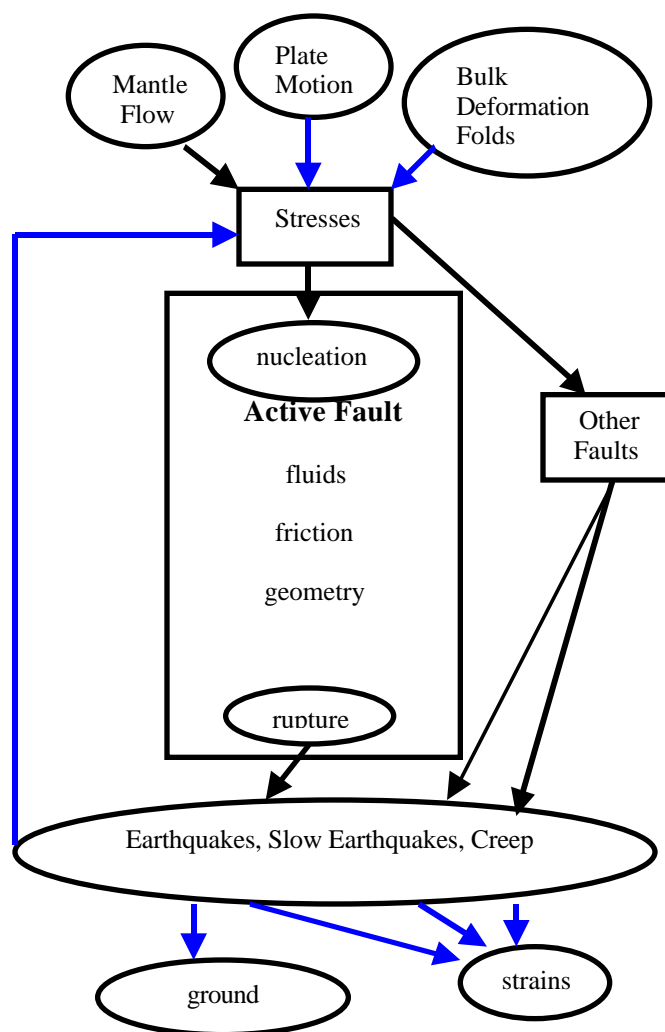 Mantle
Flow
Plate
Motion
Bulk
Deformation
Folds
Stresses
nucleation
Active Fault
fluids
friction
geometry
Other
Faults
rupture
Earthquakes, Slow Earthquakes, Creep
ground
strains